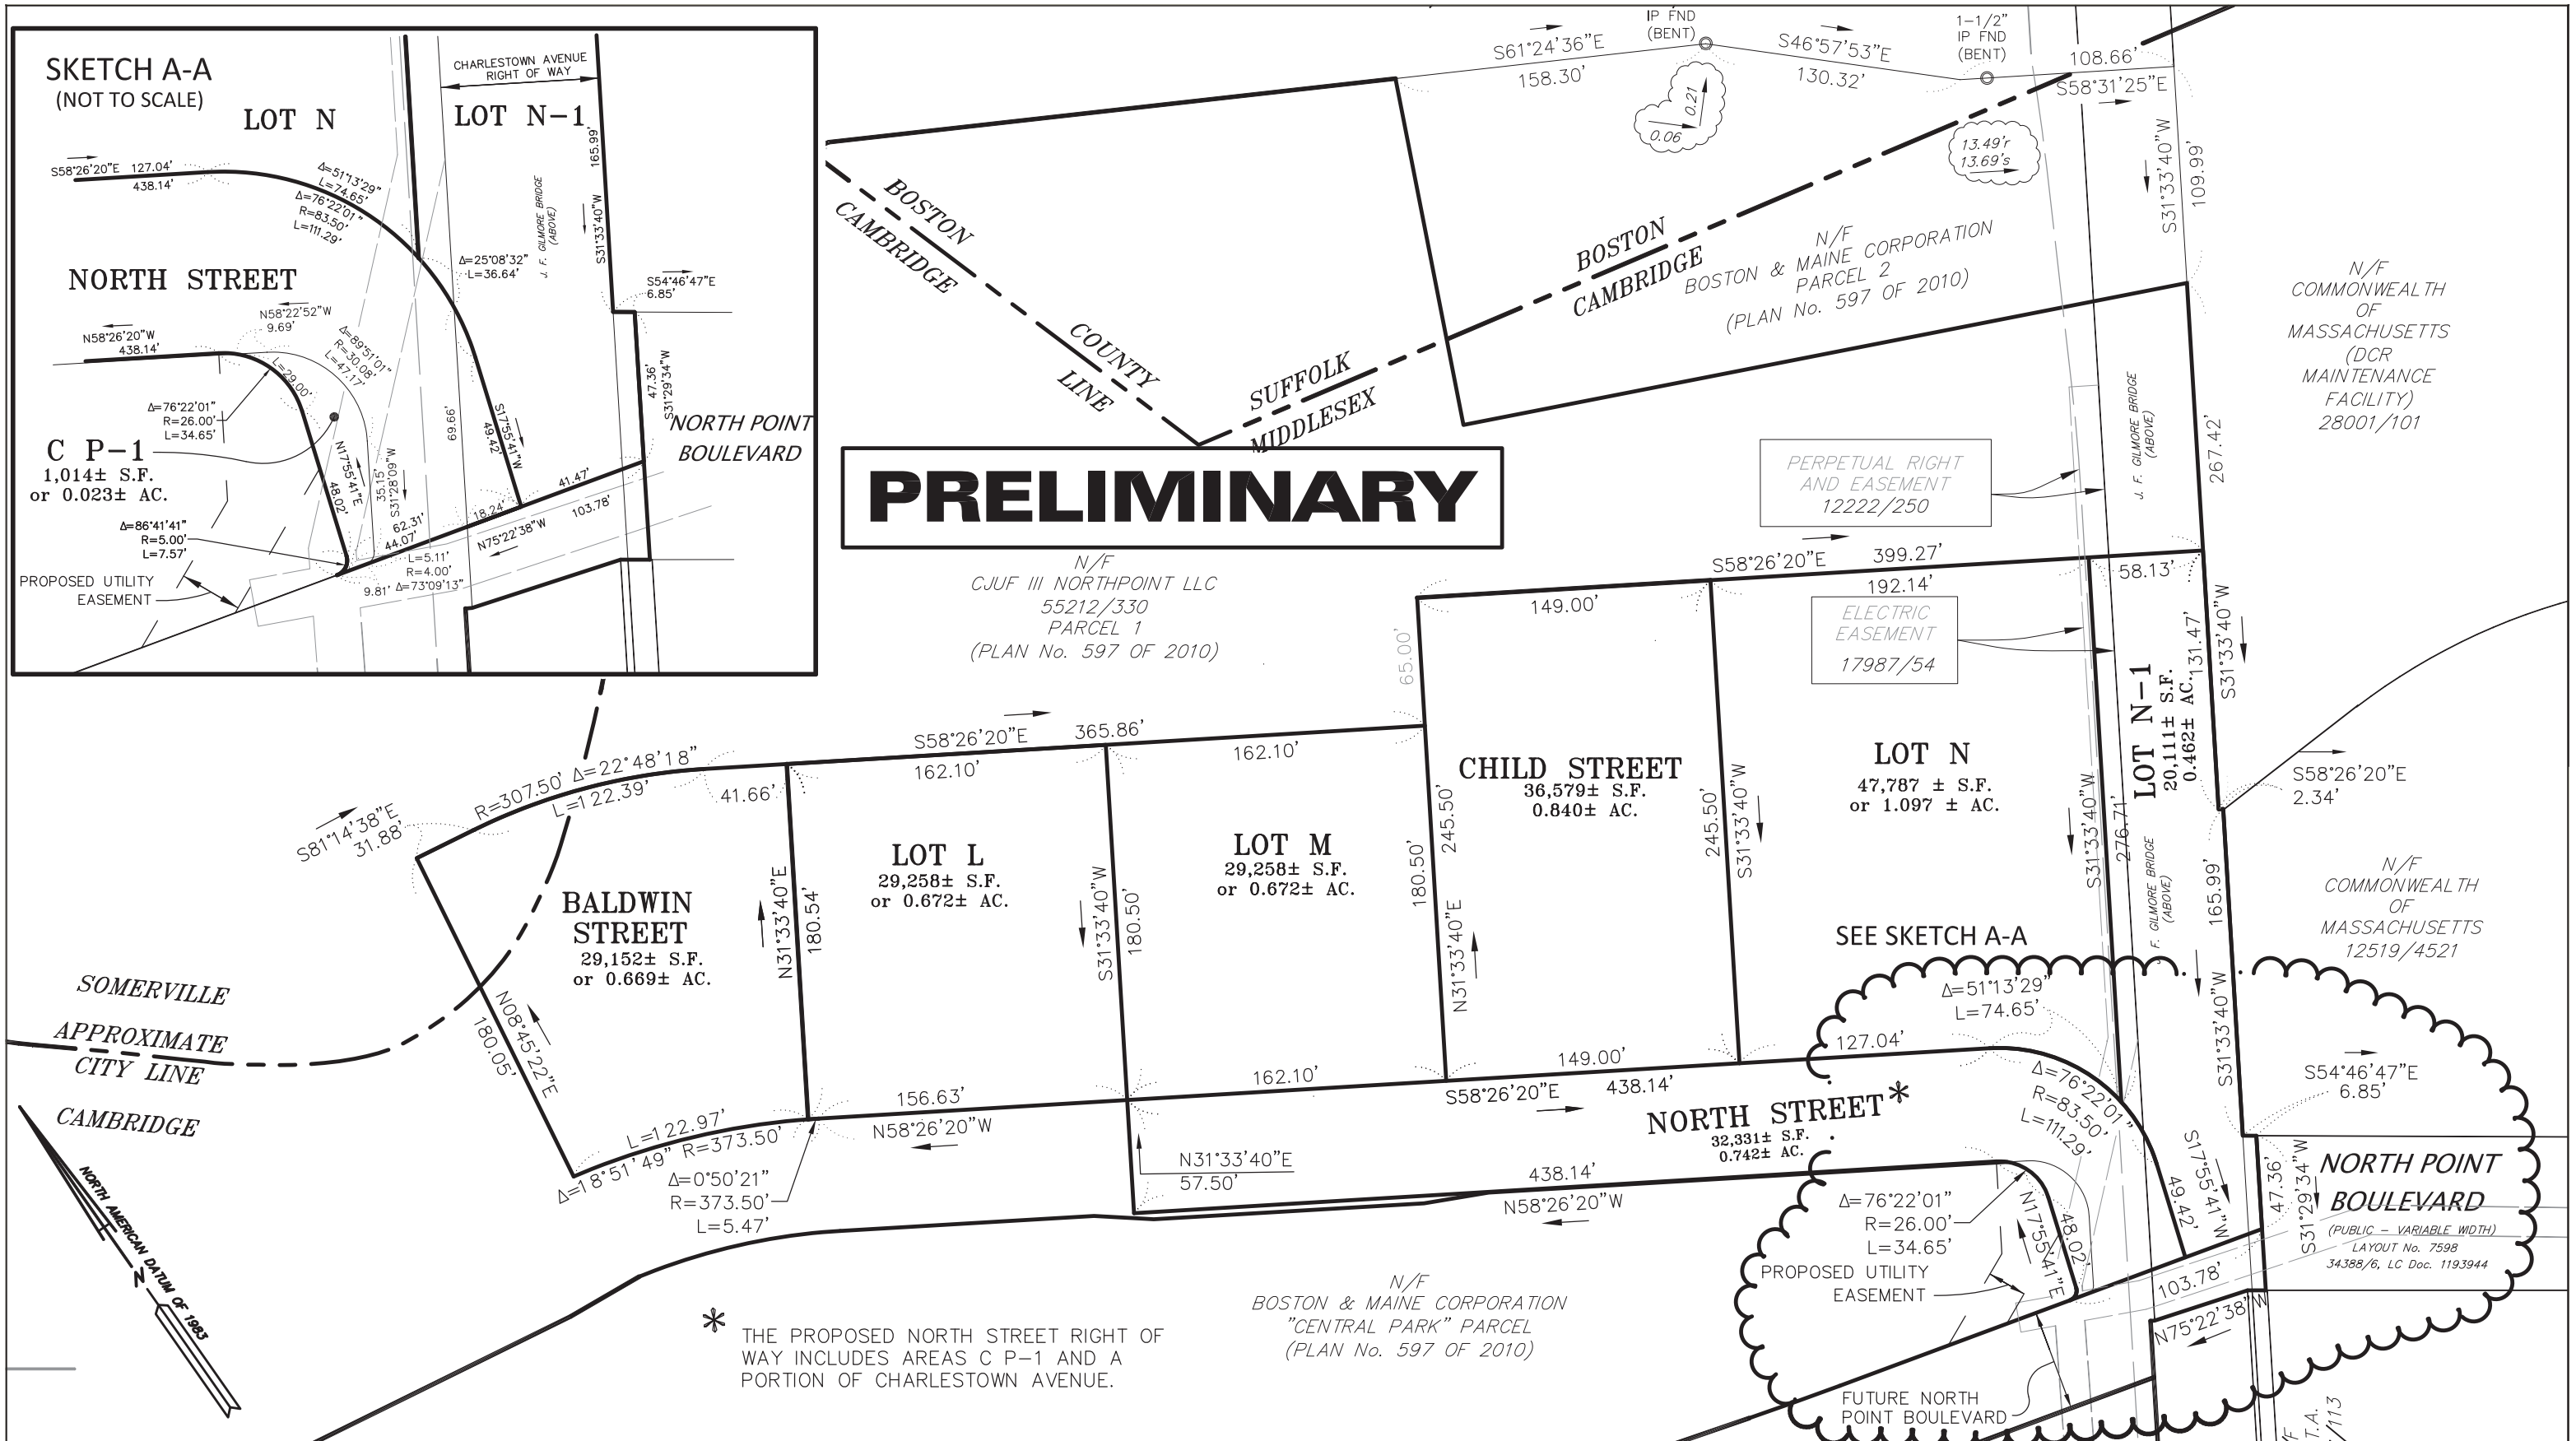 SKETCH A-A
(NOT TO SCALE)
LOT N
CHARLESTOWN AVENUE
RIGHT OF WAY
LOT N-1
165.99'
S31°33'40"W
J. F. GILMORE BRIDGE
(ABOVE)
S58°26'20"E 127.04'
438.14'
Δ=51°13'29"
L=74.65'
Δ=76°22'01"
R=83.50'
L=111.29'
Δ=25°08'32"
L=36.64'
S54°46'47"E
6.85'
NORTH STREET
N58°22'52"W
9.69'
N58°26'20"W
438.14'
Δ=89°51'01"
R=30.08'
L=47.17'
L=29.00'
Δ=76°22'01"
R=26.00'
L=34.65'
C P-1
1,014± S.F.
or 0.023± AC.
Δ=86°41'41"
R=5.00'
L=7.57'
N17°55'41"E
48.02'
35.15'
S31°28'09"W
69.66'
S17°55'41"W
49.42'
47.36'
S31°29'34"W
NORTH POINT
BOULEVARD
41.47'
18.24'
62.31'
44.07'
103.78'
N75°22'38"W
L=5.11'
R=4.00'
9.81' Δ=73°09'13"
PROPOSED UTILITY
EASEMENT
IP FND
(BENT)
S61°24'36"E
158.30'
S46°57'53"E
130.32'
1-1/2"
IP FND
(BENT)
108.66'
S58°31'25"E
0.21
0.06
13.49'r
13.69's
S31°33'40"W
109.99'
BOSTON
CAMBRIDGE
COUNTY
LINE
SUFFOLK
MIDDLESEX
BOSTON
CAMBRIDGE
N/F
BOSTON & MAINE CORPORATION
PARCEL 2
(PLAN No. 597 OF 2010)
N/F
COMMONWEALTH
OF
MASSACHUSETTS
(DCR
MAINTENANCE
FACILITY)
28001/101
PRELIMINARY
PERPETUAL RIGHT
AND EASEMENT
12222/250
J. F. GILMORE BRIDGE
(ABOVE)
267.42'
N/F
CJUF III NORTHPOINT LLC
55212/330
PARCEL 1
(PLAN No. 597 OF 2010)
S58°26'20"E
399.27'
149.00'
192.14'
58.13'
ELECTRIC
EASEMENT
17987/54
65.00'
131.47'
S31°33'40"W
LOT N-1
20,111± S.F.
0.462± AC.
S58°26'20"E
2.34'
S81°14'38"E
31.88'
R=307.50' Δ=22°48'18"
L=122.39'
41.66'
S58°26'20"E
365.86'
162.10'
162.10'
CHILD STREET
36,579± S.F.
0.840± AC.
LOT N
47,787 ± S.F.
or 1.097 ± AC.
BALDWIN
STREET
29,152± S.F.
or 0.669± AC.
N31°33'40"E
180.54'
LOT L
29,258± S.F.
or 0.672± AC.
S31°33'40"W
180.50'
LOT M
29,258± S.F.
or 0.672± AC.
180.50'
245.50'
N31°33'40"E
245.50'
S31°33'40"W
S31°33'40"W
276.71'
J. F. GILMORE BRIDGE
(ABOVE)
165.99'
S31°33'40"W
N/F
COMMONWEALTH
OF
MASSACHUSETTS
12519/4521
SEE SKETCH A-A
SOMERVILLE
APPROXIMATE
CITY LINE
CAMBRIDGE
N08°45'22"E
180.05'
L=122.97'
Δ=18°51'49" R=373.50'
Δ=0°50'21"
R=373.50'
L=5.47'
156.63'
N58°26'20"W
162.10'
149.00'
S58°26'20"E
438.14'
127.04'
Δ=51°13'29"
L=74.65'
Δ=76°22'01"
R=83.50'
L=111.29'
NORTH STREET*
32,331± S.F.
0.742± AC.
N31°33'40"E
57.50'
438.14'
N58°26'20"W
S54°46'47"E
6.85'
S17°55'41"W
49.42'
47.36'
S31°29'34"W
NORTH POINT
BOULEVARD
(PUBLIC - VARIABLE WIDTH)
LAYOUT No. 7598
34388/6, LC Doc. 1193944
Δ=76°22'01"
R=26.00'
L=34.65'
N17°55'41"E
48.02'
PROPOSED UTILITY
EASEMENT
103.78'
N75°22'38"W
NORTH AMERICAN DATUM OF 1983
N
* THE PROPOSED NORTH STREET RIGHT OF
WAY INCLUDES AREAS C P-1 AND A
PORTION OF CHARLESTOWN AVENUE.
N/F
BOSTON & MAINE CORPORATION
"CENTRAL PARK" PARCEL
(PLAN No. 597 OF 2010)
FUTURE NORTH
POINT BOULEVARD